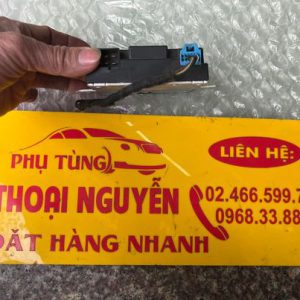 PHỤ TÙNG
THOẠI NGUYỄN
ĐẶT HÀNG NHANH
LIÊN HỆ:
02.466.599.7
0968.33.88